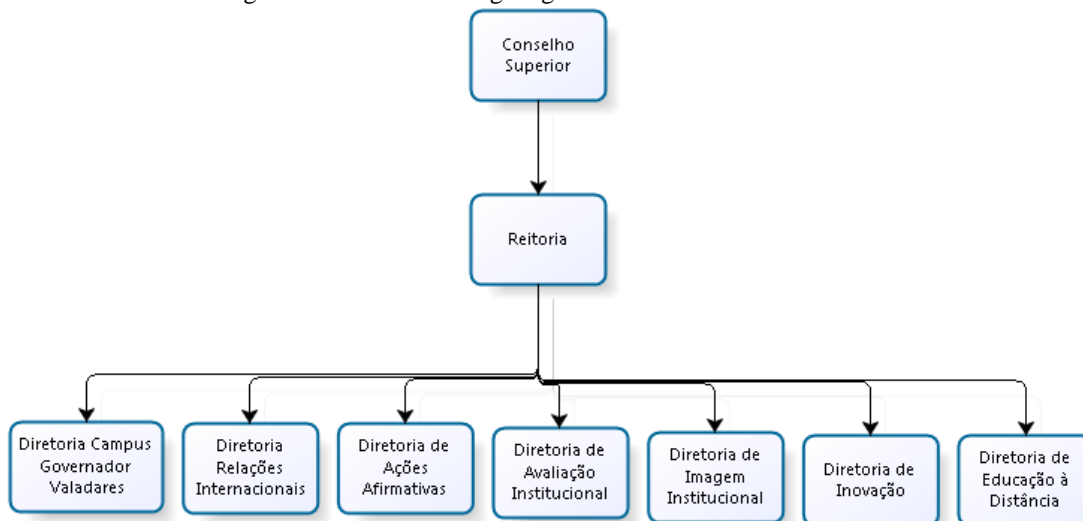 Conselho
Superior
Reitoria
Diretoria Campus
Governador
Valadares
Diretoria
Relações
Internacionais
Diretoria de
Ações
Afirmativas
Diretoria de
Avaliação
Institucional
Diretoria de
Imagem
Institucional
Diretoria de
Inovação
Diretoria de
Educação à
Distância